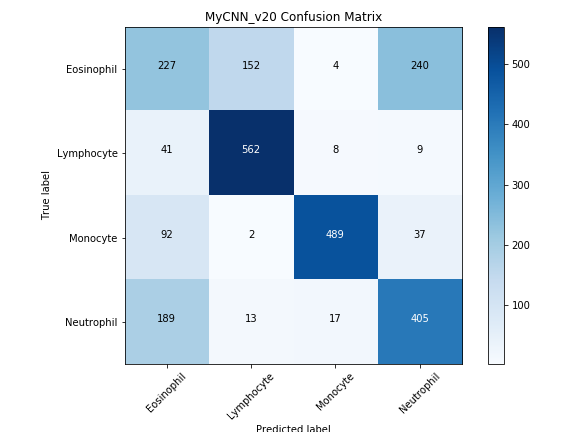 MyCNN_v20 Confusion Matrix
Eosinophil 227 152 4 240
Lymphocyte 41 562 8 9
Monocyte 92 2 489 37
Neutrophil 189 13 17 405
True label
Eosinophil Lymphocyte Monocyte Neutrophil
Predicted label
500
400
300
200
100